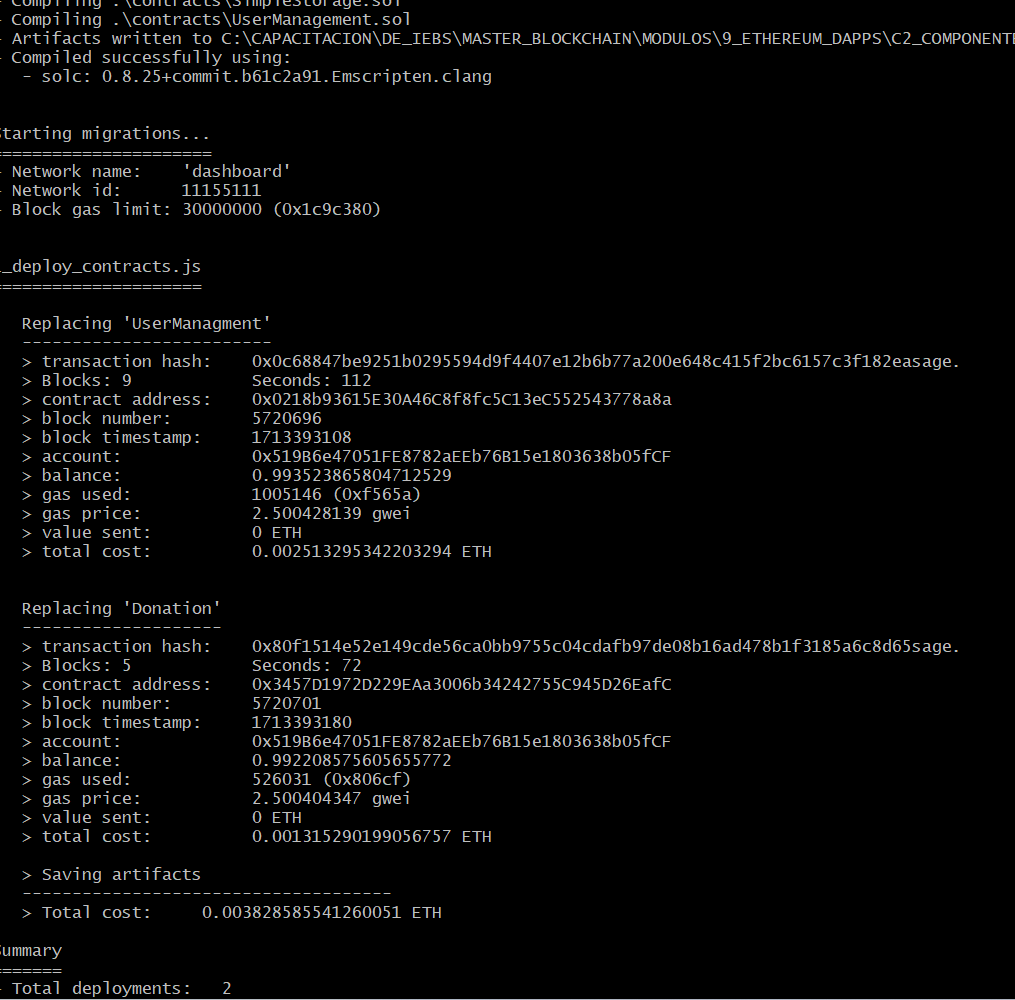 Compiling .\contracts\SimpleStorage.sol
Compiling .\contracts\UserManagement.sol
Artifacts written to C:\CAPACITACION\DE_IEBS\MASTER_BLOCKCHAIN\MODULOS\9_ETHEREUM_DAPPS\C2_COMPONENTE
Compiled successfully using:
- solc: 0.8.25+commit.b61c2a91.Emscripten.clang
Starting migrations...
======================
Network name:    'dashboard'
Network id:      11155111
Block gas limit: 30000000 (0x1c9c380)
_deploy_contracts.js
=====================
Replacing 'UserManagment'
-------------------------
> transaction hash:    0x0c68847be9251b0295594d9f4407e12b6b77a200e648c415f2bc6157c3f182easage.
> Blocks: 9            Seconds: 112
> contract address:    0x0218b93615E30A46C8f8fc5C13eC552543778a8a
> block number:        5720696
> block timestamp:     1713393108
> account:             0x519B6e47051FE8782aEEb76B15e1803638b05fCF
> balance:             0.993523865804712529
> gas used:            1005146 (0xf565a)
> gas price:           2.500428139 gwei
> value sent:          0 ETH
> total cost:          0.002513295342203294 ETH
Replacing 'Donation'
--------------------
> transaction hash:    0x80f1514e52e149cde56ca0bb9755c04cdafb97de08b16ad478b1f3185a6c8d65sage.
> Blocks: 5            Seconds: 72
> contract address:    0x3457D1972D229EAa3006b34242755C945D26EafC
> block number:        5720701
> block timestamp:     1713393180
> account:             0x519B6e47051FE8782aEEb76B15e1803638b05fCF
> balance:             0.992208575605655772
> gas used:            526031 (0x806cf)
> gas price:           2.500404347 gwei
> value sent:          0 ETH
> total cost:          0.001315290199056757 ETH
> Saving artifacts
-------------------------------------
> Total cost:     0.003828585541260051 ETH
Summary
=======
Total deployments:   2